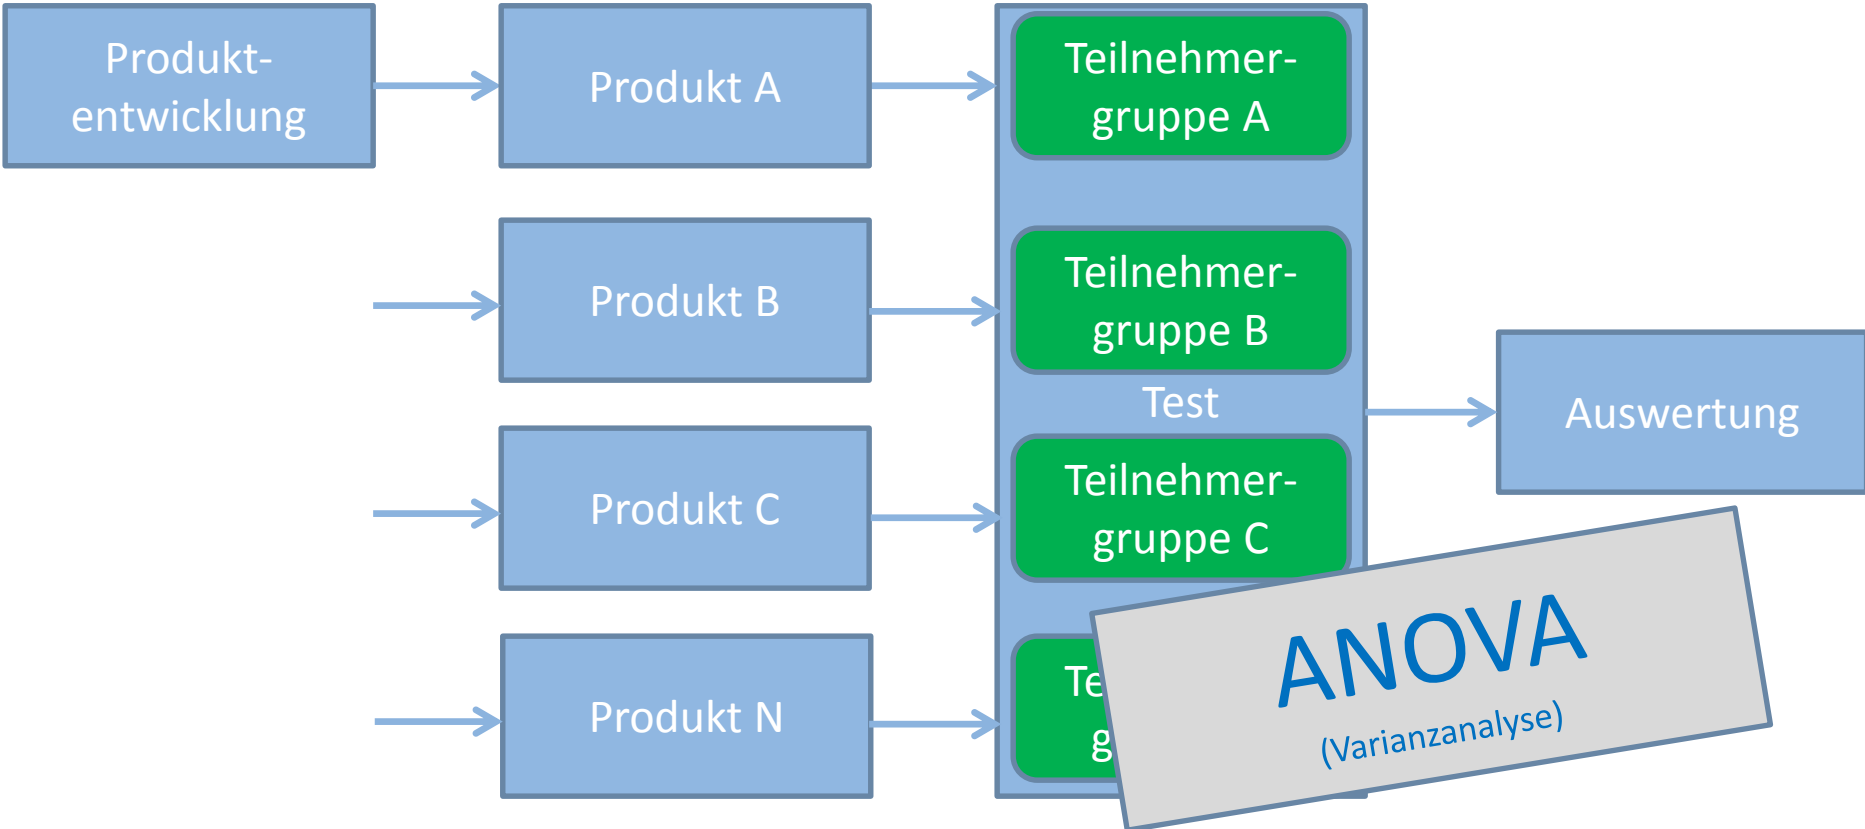 Produkt-
entwicklung
Produkt A
Teilnehmer-
gruppe A
Produkt B
Teilnehmer-
gruppe B
Test
Auswertung
Produkt C
Teilnehmer-
gruppe C
Produkt N
ANOVA
(Varianzanalyse)